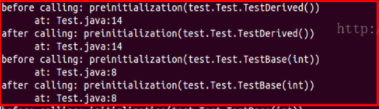 before calling: preinitialization(test.Test.TestDerived())
at: Test.java:14
http:
after calling: preinitialization(test.Test.TestDerived())
at: Test.java:14
before calling: preinitialization(test.Test.TestBase(int))
at: Test.java:8
after calling: preinitialization(test.Test.TestBase(int))
at: Test.java:8